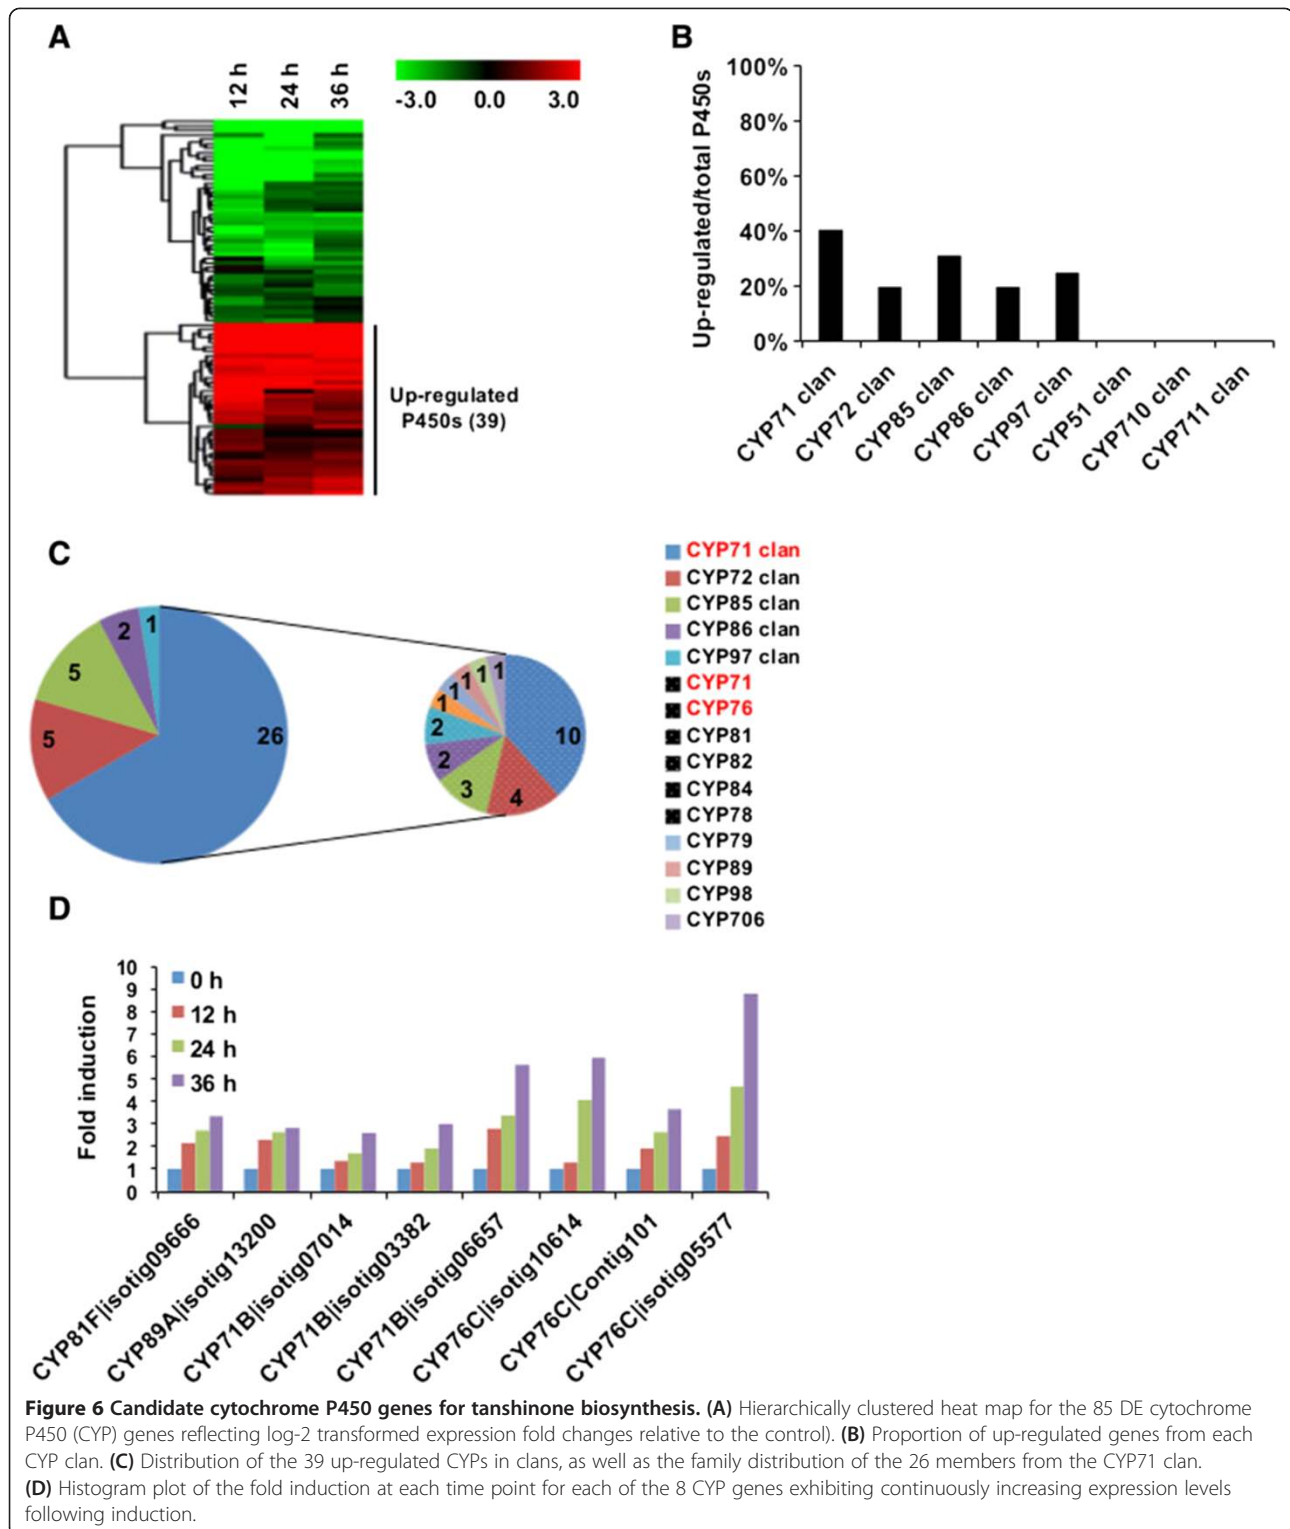 A
12 h
24 h
36 h
-3.0 0.0 3.0
Up-regulated
P450s (39)
B
Up-regulated/total P450s
100%
80%
60%
40%
20%
0%
CYP71 clan
CYP72 clan
CYP85 clan
CYP86 clan
CYP97 clan
CYP51 clan
CYP710 clan
CYP711 clan
C
26
5
5
2
1
10
4
3
2
2
1
1
1
1
1
CYP71 clan
CYP72 clan
CYP85 clan
CYP86 clan
CYP97 clan
CYP71
CYP76
CYP81
CYP82
CYP84
CYP78
CYP79
CYP89
CYP98
CYP706
D
Fold induction
10
9
8
7
6
5
4
3
2
1
0
0 h
12 h
24 h
36 h
CYP81F|isotig09666
CYP89A|isotig13200
CYP71B|isotig07014
CYP71B|isotig03382
CYP71B|isotig06657
CYP76C|isotig10614
CYP76C|Contig101
CYP76C|isotig05577
Figure 6 Candidate cytochrome P450 genes for tanshinone biosynthesis. (A) Hierarchically clustered heat map for the 85 DE cytochrome
P450 (CYP) genes reflecting log-2 transformed expression fold changes relative to the control). (B) Proportion of up-regulated genes from each
CYP clan. (C) Distribution of the 39 up-regulated CYPs in clans, as well as the family distribution of the 26 members from the CYP71 clan.
(D) Histogram plot of the fold induction at each time point for each of the 8 CYP genes exhibiting continuously increasing expression levels
following induction.